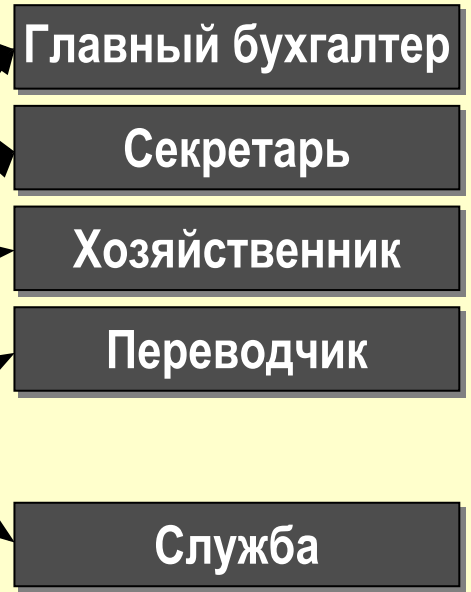 Главный бухгалтер
Секретарь
Хозяйственник
Переводчик
Служба